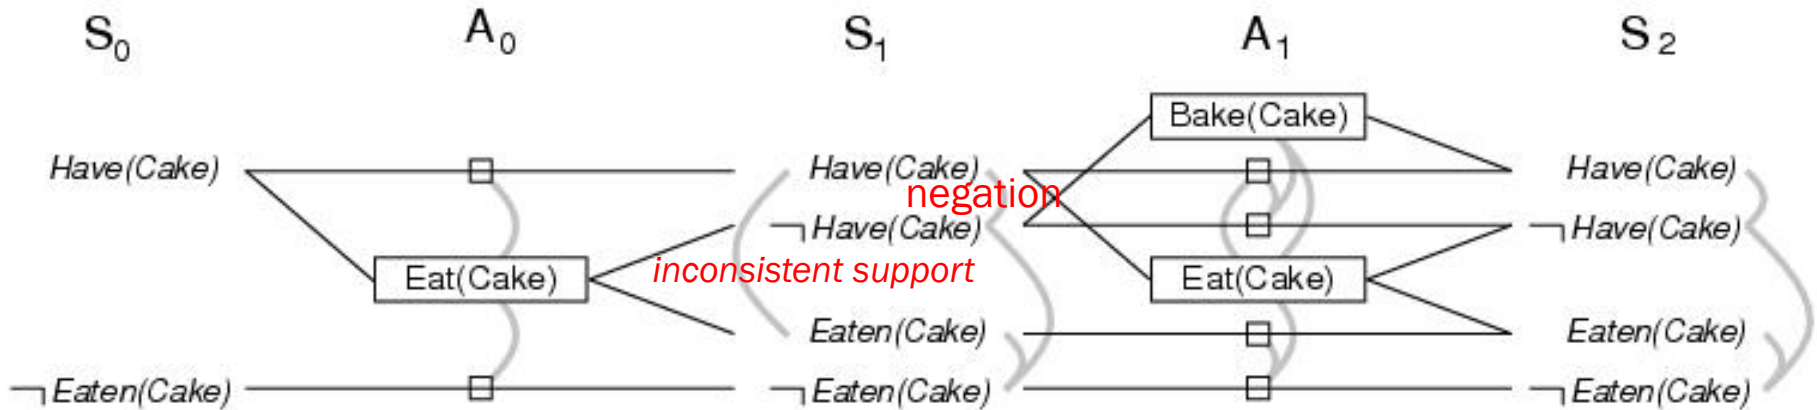 S0 A0 S1 A1 S2
Bake(Cake)
Have(Cake) Have(Cake) Have(Cake)
negation
¬Have(Cake) ¬Have(Cake)
inconsistent support
Eat(Cake) Eat(Cake)
Eaten(Cake) Eaten(Cake)
¬Eaten(Cake) ¬Eaten(Cake) ¬Eaten(Cake)